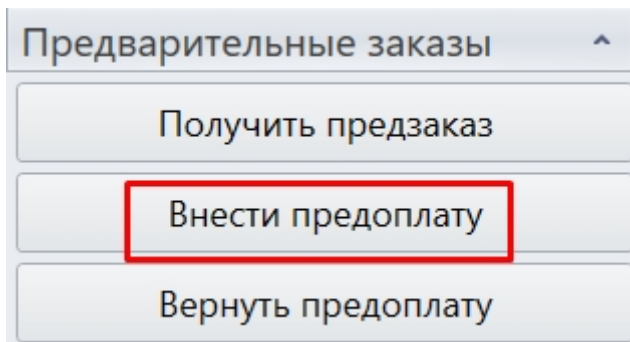 Предварительные заказы
Получить предзаказ
Внести предоплату
Вернуть предоплату